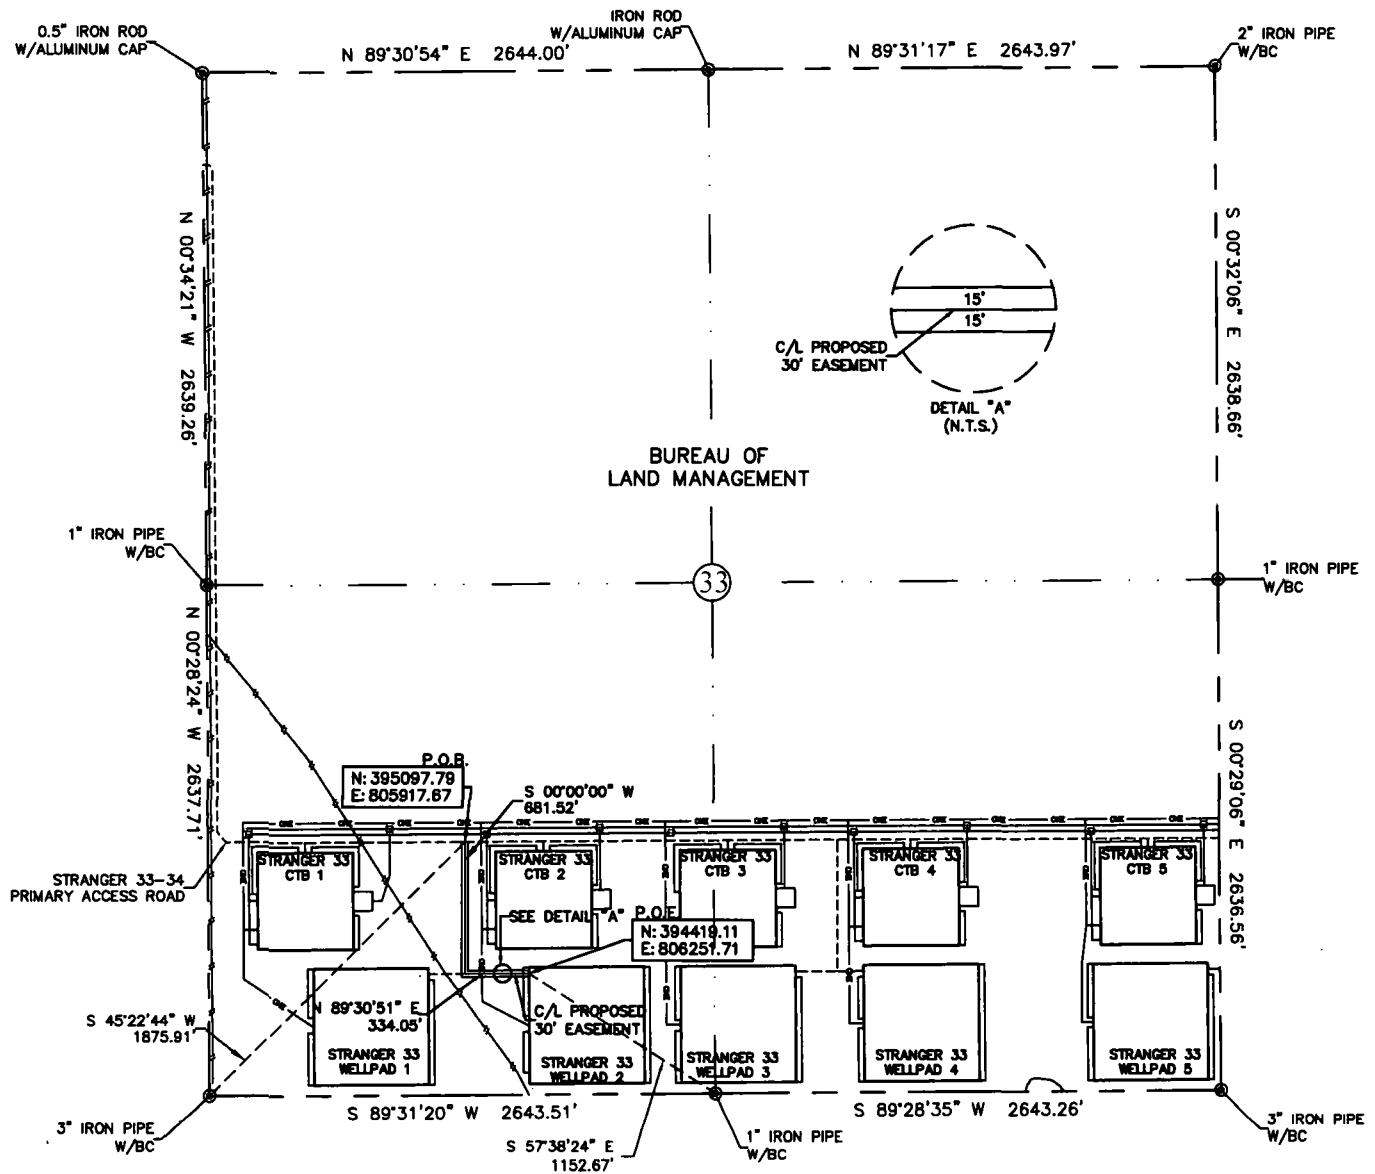 0.5" IRON ROD
W/ALUMINUM CAP
N 89°30'54" E 2644.00'
IRON ROD
W/ALUMINUM CAP
N 89°31'17" E 2643.97'
2" IRON PIPE
W/BC
N 00°34'21" W 2639.26'
S 00°32'06" E 2638.66'
15'
15'
C/L PROPOSED
30' EASEMENT
DETAIL "A"
(N.T.S.)
BUREAU OF
LAND MANAGEMENT
1" IRON PIPE
W/BC
33
1" IRON PIPE
W/BC
N 00°28'24" W 2637.71'
S 00°29'06" E 2636.56'
P.O.B.
N: 395097.79
E: 805917.67
S 00°00'00" W
681.52'
STRANGER 33-34
PRIMARY ACCESS ROAD
STRANGER 33
CTB 1
STRANGER 33
CTB 2
STRANGER 33
CTB 3
STRANGER 33
CTB 4
STRANGER 33
CTB 5
SEE DETAIL "A"
P.O.E.
N: 394419.11
E: 806251.71
N 89°30'51" E
334.05'
C/L PROPOSED
30' EASEMENT
S 45°22'44" W
1875.91'
STRANGER 33
WELLPAD 1
STRANGER 33
WELLPAD 2
STRANGER 33
WELLPAD 3
STRANGER 33
WELLPAD 4
STRANGER 33
WELLPAD 5
3" IRON PIPE
W/BC
S 89°31'20" W 2643.51'
S 57°38'24" E
1152.67'
1" IRON PIPE
W/BC
S 89°28'35" W 2643.26'
3" IRON PIPE
W/BC